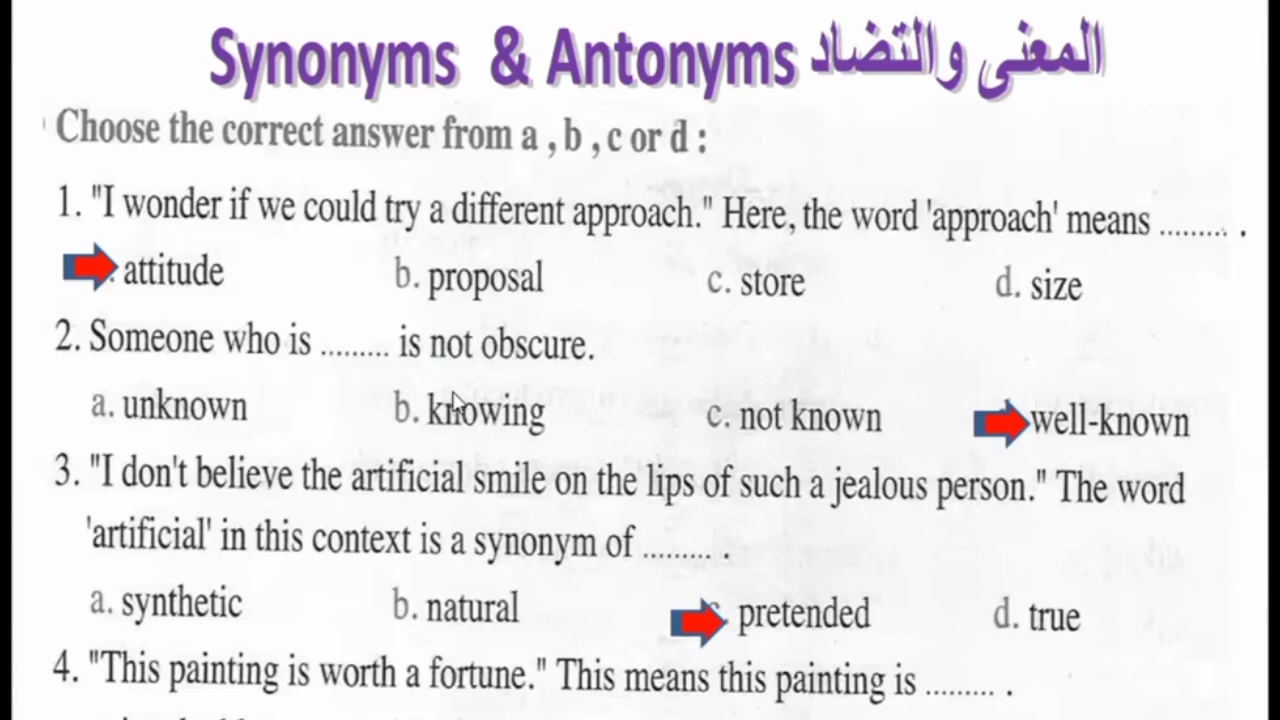 Synonyms & Antonyms المعنى والتضاد
Choose the correct answer from a , b , c or d :
1. "I wonder if we could try a different approach." Here, the word 'approach' means ......... .
attitude b. proposal c. store d. size
2. Someone who is ......... is not obscure.
a. unknown b. knowing c. not known well-known
3. "I don't believe the artificial smile on the lips of such a jealous person." The word
'artificial' in this context is a synonym of ......... .
a. synthetic b. natural c. pretended d. true
4. "This painting is worth a fortune." This means this painting is ......... .